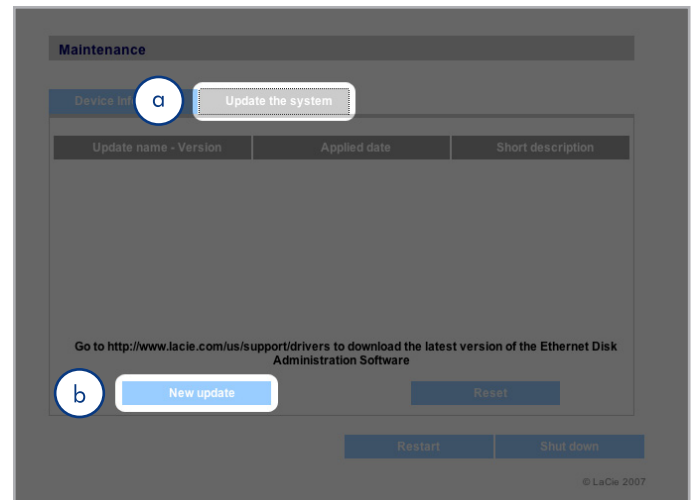 Maintenance
Device Inf
a
Update the system
Update name - Version
Applied date
Short description
Go to http://www.lacie.com/us/support/drivers to download the latest version of the Ethernet Disk
Administration Software
b
New update
Reset
Restart
Shut down
© LaCie 2007